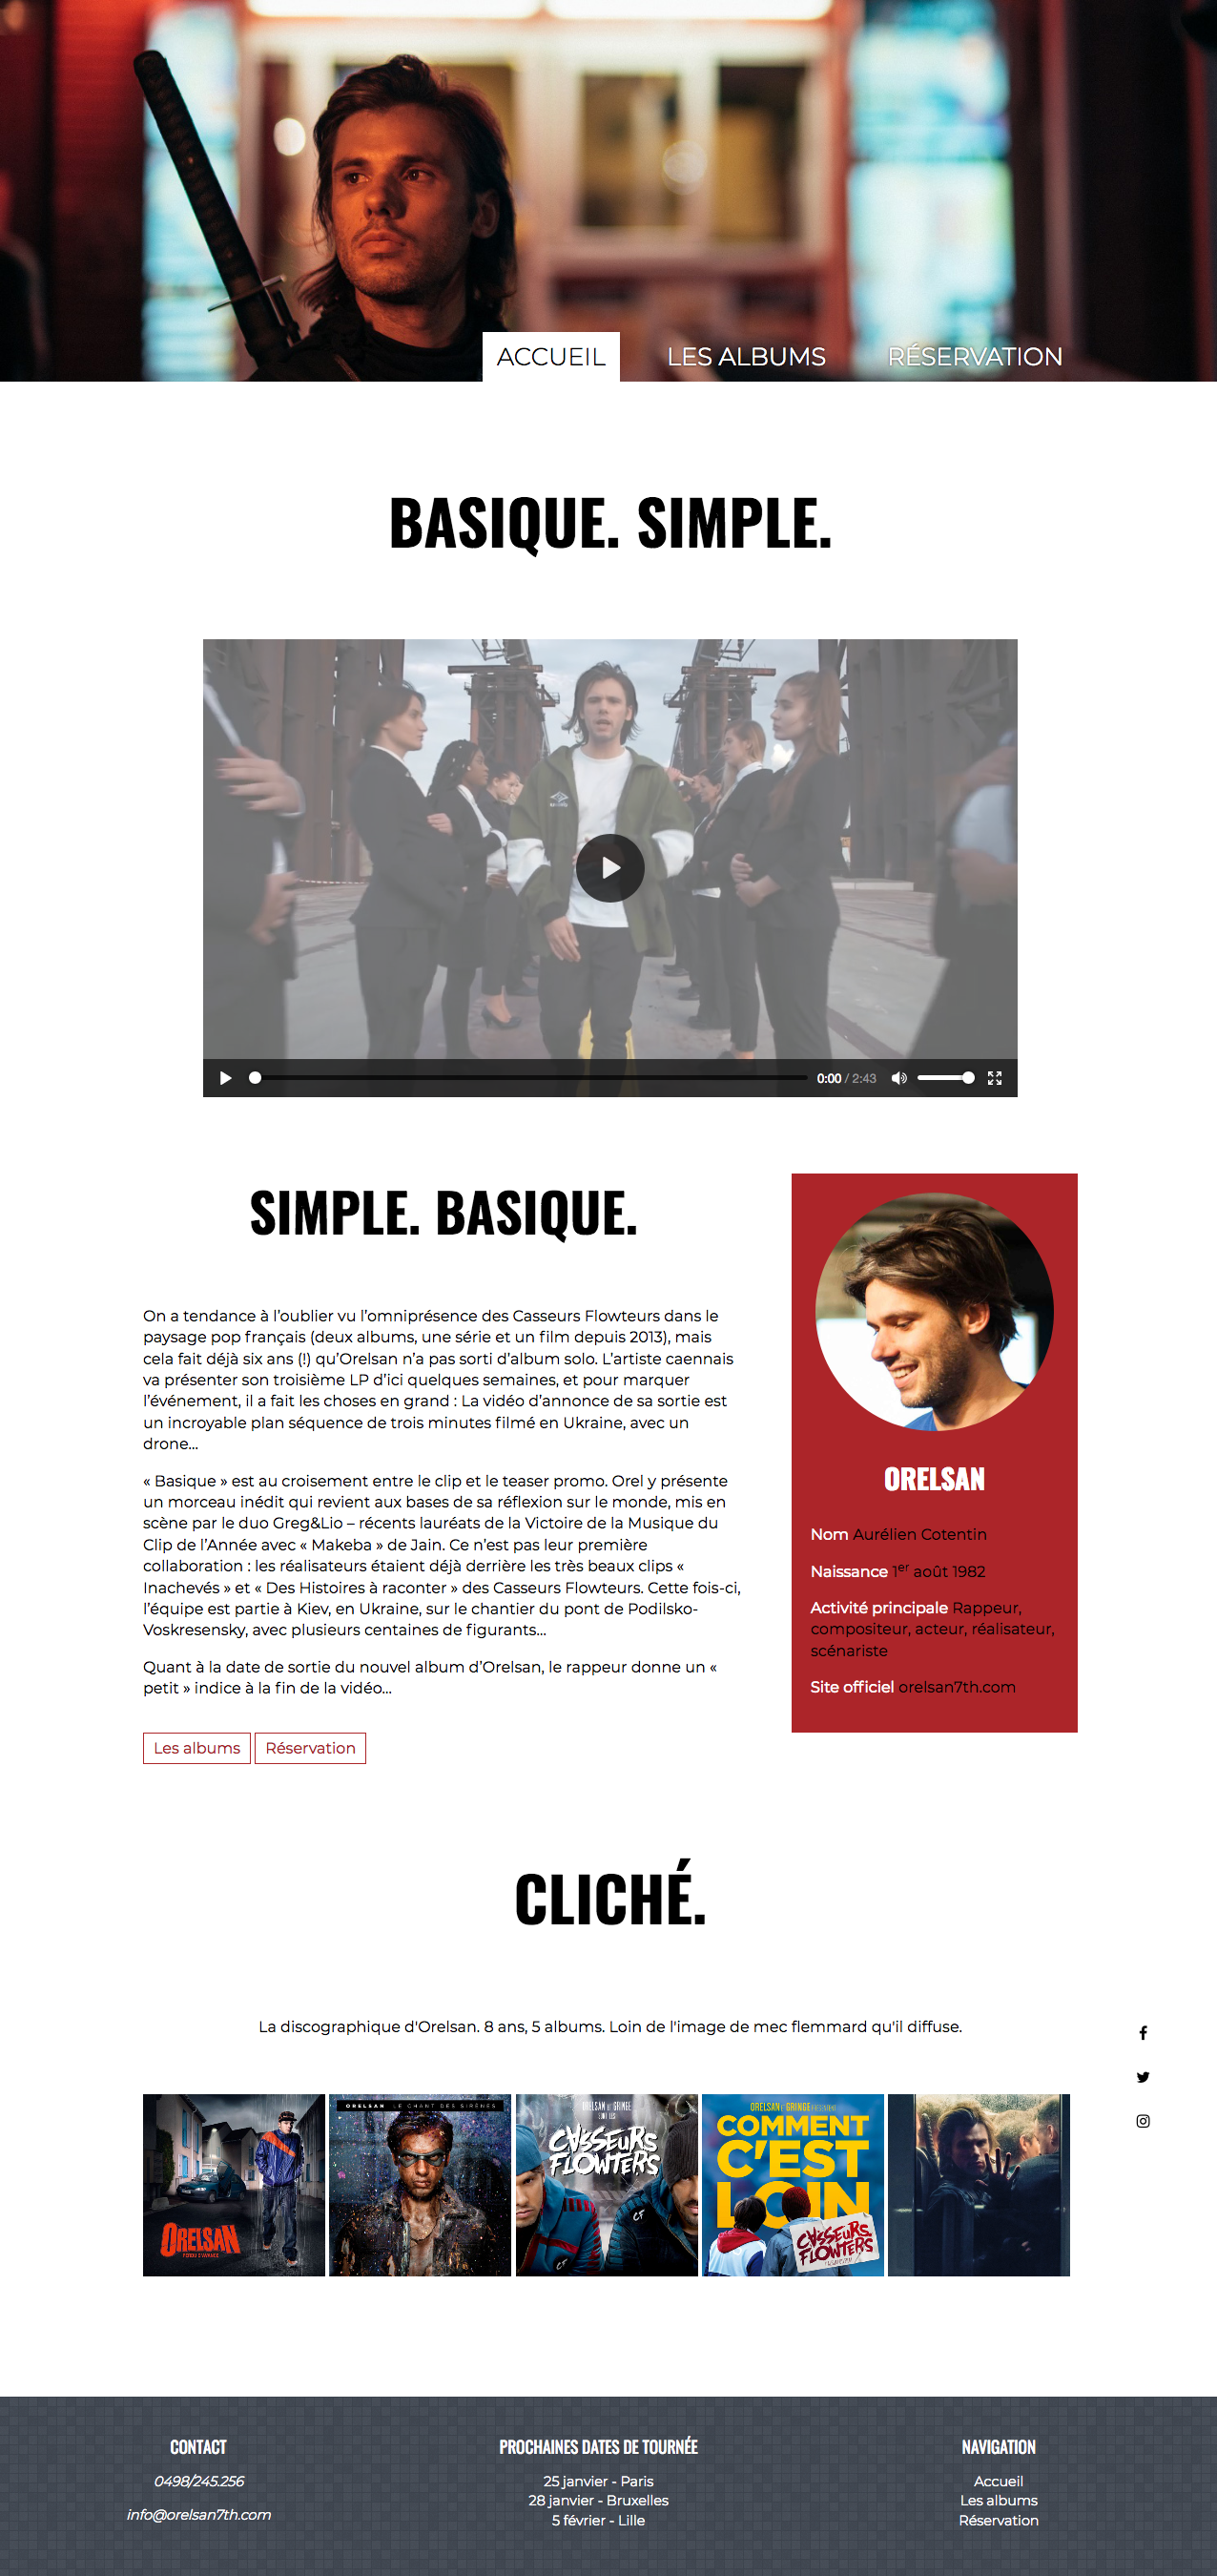 ACCUEIL
LES ALBUMS
RÉSERVATION
BASIQUE. SIMPLE.
0:00 / 2:43
SIMPLE. BASIQUE.
On a tendance à l’oublier vu l’omniprésence des Casseurs Flowteurs dans le
paysage pop français (deux albums, une série et un film depuis 2013), mais
cela fait déjà six ans (!) qu’Orelsan n’a pas sorti d’album solo. L’artiste caennais
va présenter son troisième LP d’ici quelques semaines, et pour marquer
l’événement, il a fait les choses en grand : La vidéo d’annonce de sa sortie est
un incroyable plan séquence de trois minutes filmé en Ukraine, avec un
drone…
« Basique » est au croisement entre le clip et le teaser promo. Orel y présente
un morceau inédit qui revient aux bases de sa réflexion sur le monde, mis en
scène par le duo Greg&Lio – récents lauréats de la Victoire de la Musique du
Clip de l’Année avec « Makeba » de Jain. Ce n’est pas leur première
collaboration : les réalisateurs étaient déjà derrière les très beaux clips «
Inachevés » et « Des Histoires à raconter » des Casseurs Flowteurs. Cette fois-ci,
l’équipe est partie à Kiev, en Ukraine, sur le chantier du pont de Podilsko-
Voskresensky, avec plusieurs centaines de figurants…
Quant à la date de sortie du nouvel album d’Orelsan, le rappeur donne un «
petit » indice à la fin de la vidéo…
Les albums
Réservation
ORELSAN
Nom Aurélien Cotentin
Naissance 1er août 1982
Activité principale Rappeur,
compositeur, acteur, réalisateur,
scénariste
Site officiel orelsan7th.com
CLICHÉ.
La discographique d'Orelsan. 8 ans, 5 albums. Loin de l'image de mec flemmard qu'il diffuse.
ORELSAN
ORELSAN LE CHANT DES SIRÈNES
ORELSAN ET GRINGE
SONT LES
CASSEURS
FLOWTERS
ORELSAN ET GRINGE
COMMENT
C'EST
LOIN
CASSEURS
FLOWTERS
CONTACT
0498/245.256
info@orelsan7th.com
PROCHAINES DATES DE TOURNÉE
25 janvier - Paris
28 janvier - Bruxelles
5 février - Lille
NAVIGATION
Accueil
Les albums
Réservation